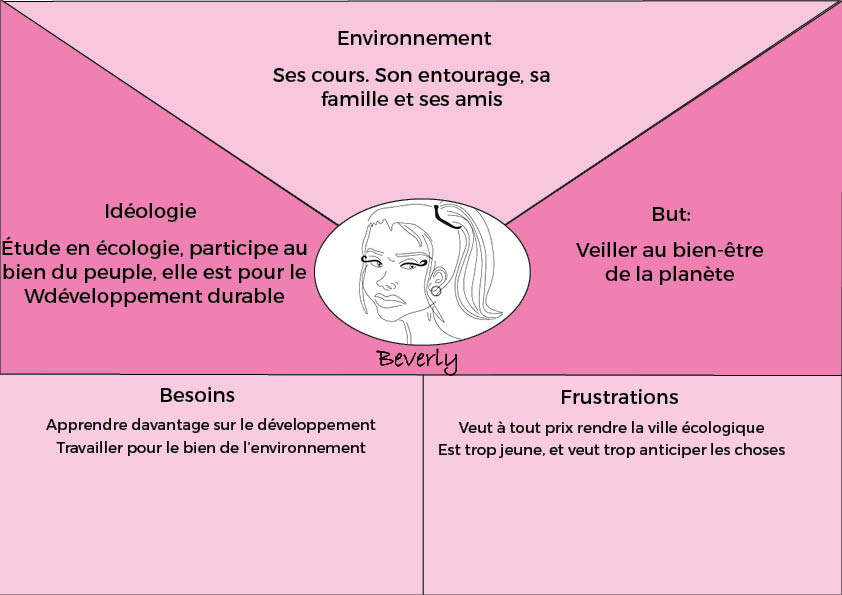 Environnement
Ses cours. Son entourage, sa
famille et ses amis
Idéologie
Étude en écologie, participe au
bien du peuple, elle est pour le
Wdéveloppement durable
But:
Veiller au bien-être
de la planète
Beverly
Besoins
Apprendre davantage sur le développement
Travailler pour le bien de l'environnement
Frustrations
Veut à tout prix rendre la ville écologique
Est trop jeune, et veut trop anticiper les choses